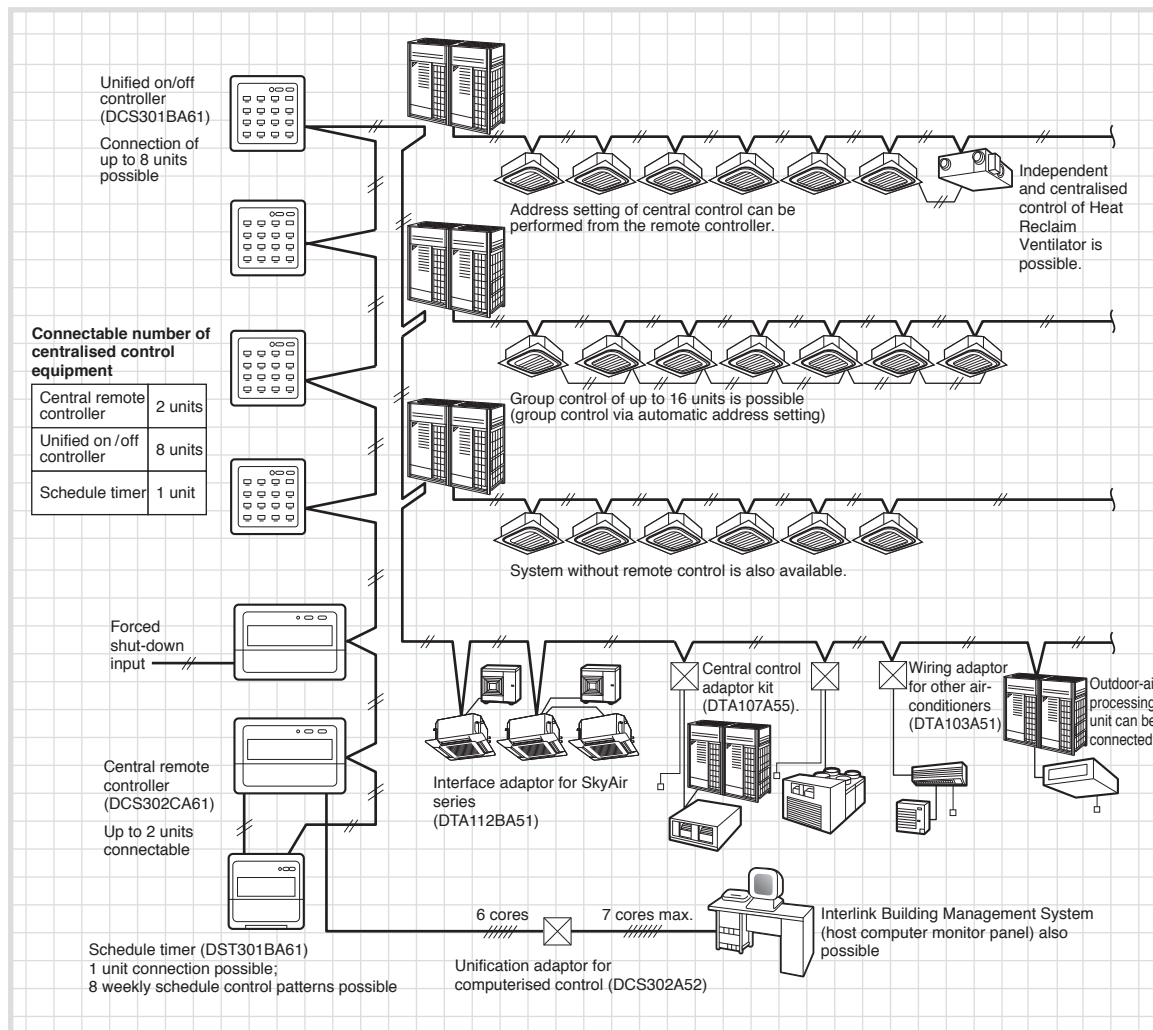 Unified on/off
controller
(DCS301BA61)
Connection of
up to 8 units
possible
Address setting of central control can be
performed from the remote controller.
Independent
and centralised
control of Heat
Reclaim
Ventilator is
possible.
Connectable number of
centralised control
equipment
Central remote
controller
2 units
Unified on/off
controller
8 units
Schedule timer
1 unit
Group control of up to 16 units is possible
(group control via automatic address setting)
System without remote control is also available.
Forced
shut-down
input
Central remote
controller
(DCS302CA61)
Up to 2 units
connectable
Interface adaptor for SkyAir
series
(DTA112BA51)
Central control
adaptor kit
(DTA107A55).
Wiring adaptor
for other air-
conditioners
(DTA103A51)
Outdoor-ai
processing
unit can be
connected
Schedule timer (DST301BA61)
1 unit connection possible;
8 weekly schedule control patterns possible
6 cores
7 cores max.
Unification adaptor for
computerised control (DCS302A52)
Interlink Building Management System
(host computer monitor panel) also
possible